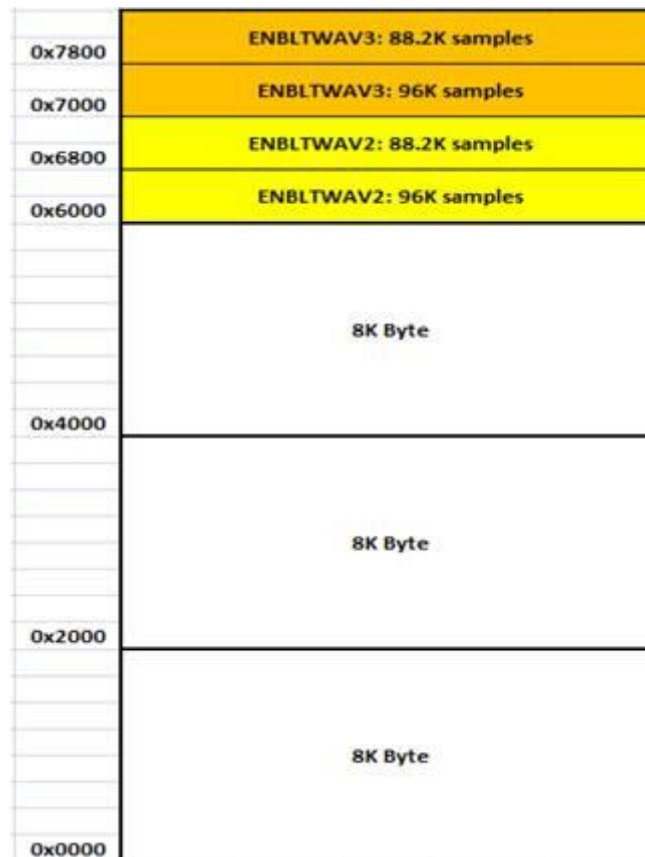 ENBLTWAV3: 88.2K samples
0x7800
ENBLTWAV3: 96K samples
0x7000
ENBLTWAV2: 88.2K samples
0x6800
ENBLTWAV2: 96K samples
0x6000
8K Byte
0x4000
8K Byte
0x2000
8K Byte
0x0000